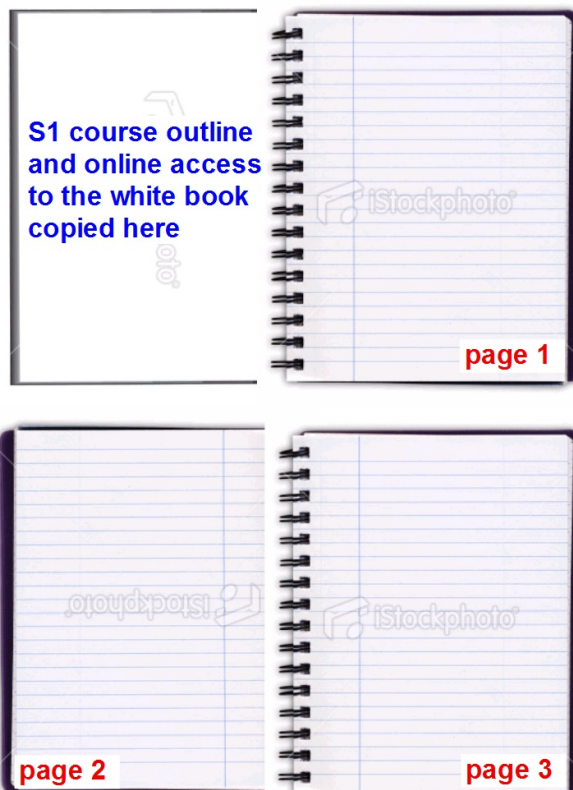 S1 course outline
and online access
to the white book
copied here
oto
iStockphoto
page 1
iStockphoto
iStockphoto
page 2
page 3